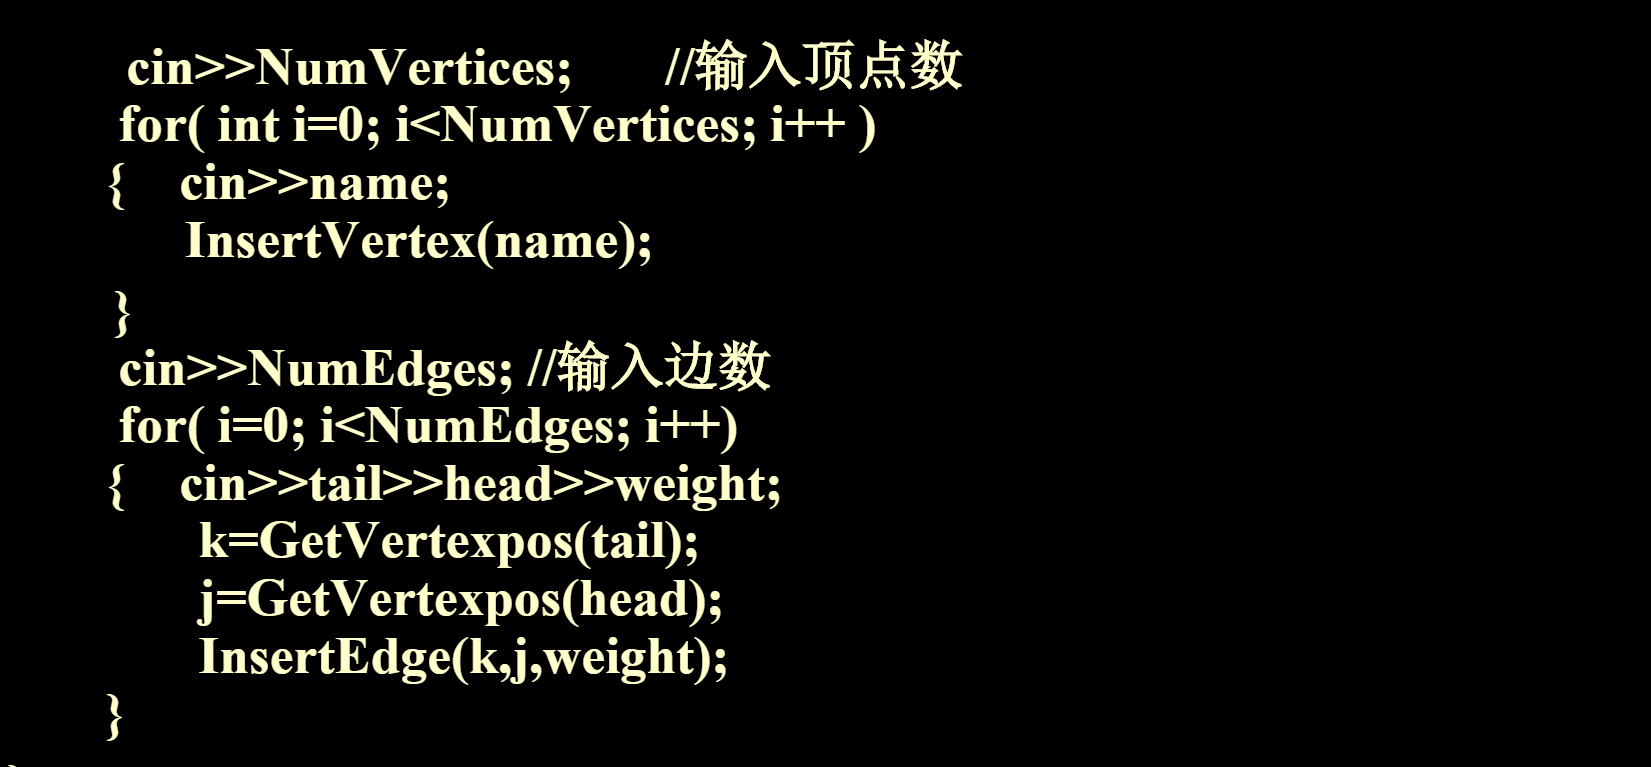 cin>>NumVertices; //输入顶点数
for( int i=0; i<NumVertices; i++ )
{ cin>>name;
InsertVertex(name);
}
cin>>NumEdges; //输入边数
for( i=0; i<NumEdges; i++)
{ cin>>tail>>head>>weight;
k=GetVertexpos(tail);
j=GetVertexpos(head);
InsertEdge(k,j,weight);
}